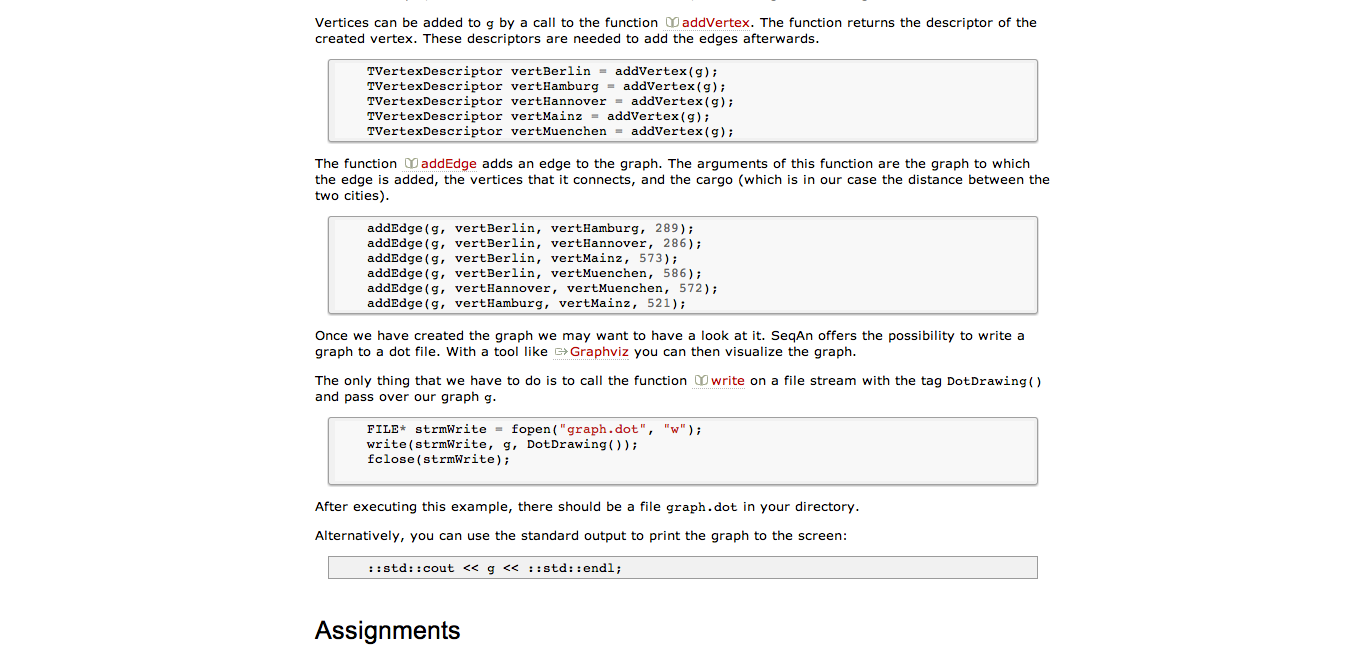 Vertices can be added to g by a call to the function addVertex. The function returns the descriptor of the
created vertex. These descriptors are needed to add the edges afterwards.
TVertexDescriptor vertBerlin = addVertex(g);
TVertexDescriptor vertHamburg = addVertex(g);
TVertexDescriptor vertHannover = addVertex(g);
TVertexDescriptor vertMainz = addVertex(g);
TVertexDescriptor vertMuenchen = addVertex(g);
The function addEdge adds an edge to the graph. The arguments of this function are the graph to which
the edge is added, the vertices that it connects, and the cargo (which is in our case the distance between the
two cities).
addEdge(g, vertBerlin, vertHamburg, 289);
addEdge(g, vertBerlin, vertHannover, 286);
addEdge(g, vertBerlin, vertMainz, 573);
addEdge(g, vertBerlin, vertMuenchen, 586);
addEdge(g, vertHannover, vertMuenchen, 572);
addEdge(g, vertHamburg, vertMainz, 521);
Once we have created the graph we may want to have a look at it. SeqAn offers the possibility to write a
graph to a dot file. With a tool like Graphviz you can then visualize the graph.
The only thing that we have to do is to call the function write on a file stream with the tag DotDrawing()
and pass over our graph g.
FILE* strmWrite = fopen("graph.dot", "w");
write(strmWrite, g, DotDrawing());
fclose(strmWrite);
After executing this example, there should be a file graph.dot in your directory.
Alternatively, you can use the standard output to print the graph to the screen:
::std::cout << g << ::std::endl;
Assignments